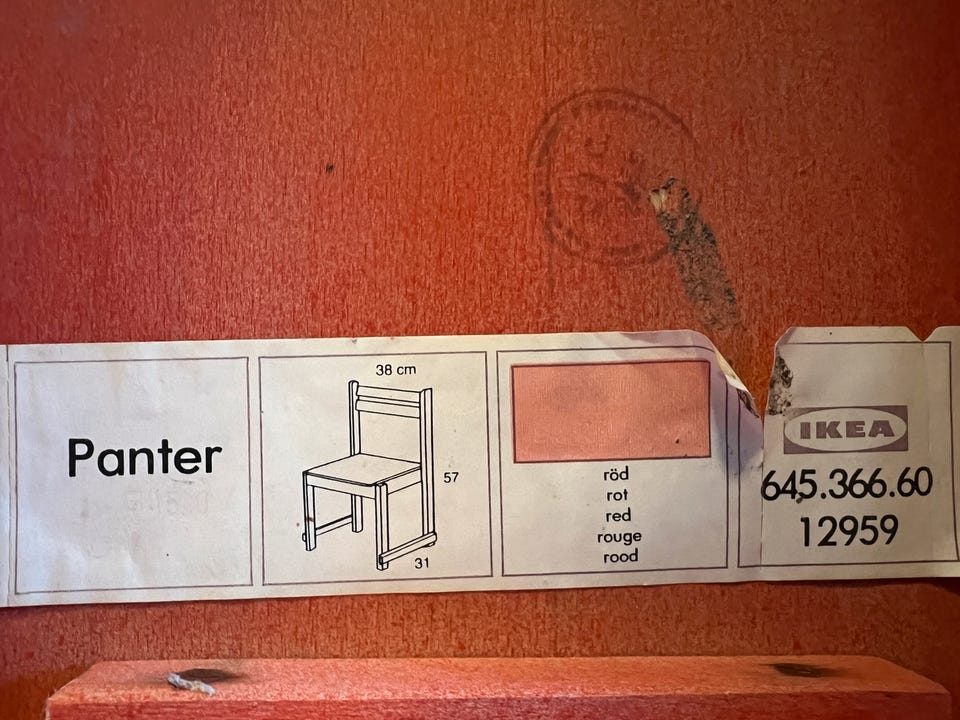 Panter
38 cm
57
31
röd
rot
red
rouge
rood
IKEA
645.366.60
12959